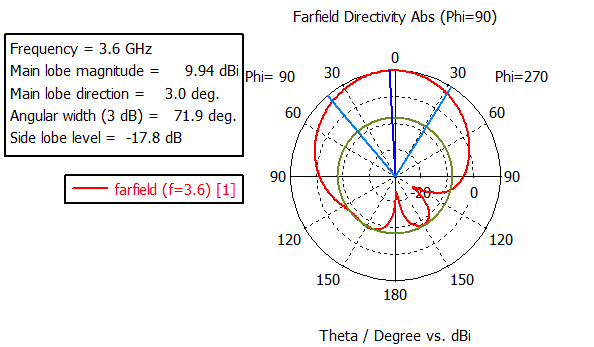 Farfield Directivity Abs (Phi=90)
Frequency = 3.6 GHz
Main lobe magnitude = 9.94 dBi
Main lobe direction = 3.0 deg.
Angular width (3 dB) = 71.9 deg.
Side lobe level = -17.8 dB
farfield (f=3.6) [1]
0
Phi= 90 30 30 Phi=270
60 60
90 -20 0 90
120 120
150 150
180
Theta / Degree vs. dBi